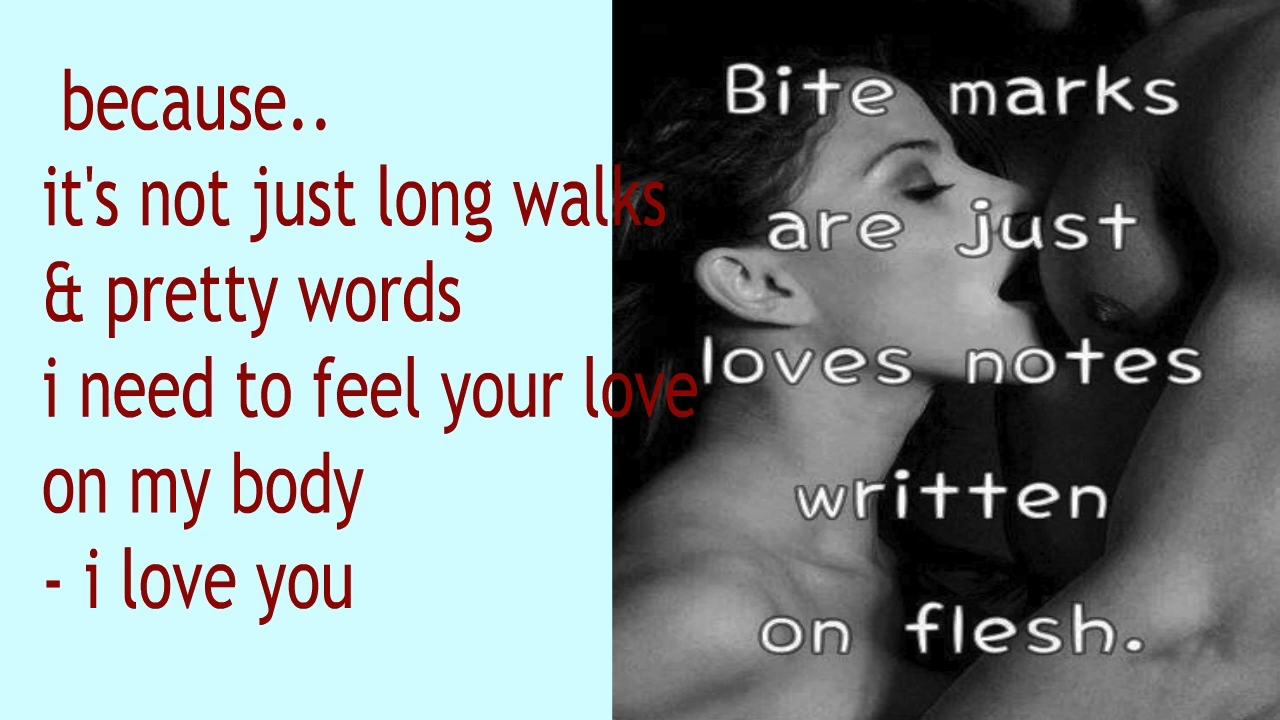 because..
it's not just long walks
& pretty words
i need to feel your love
on my body
- i love you
Bite marks
are just
loves notes
written
on flesh.